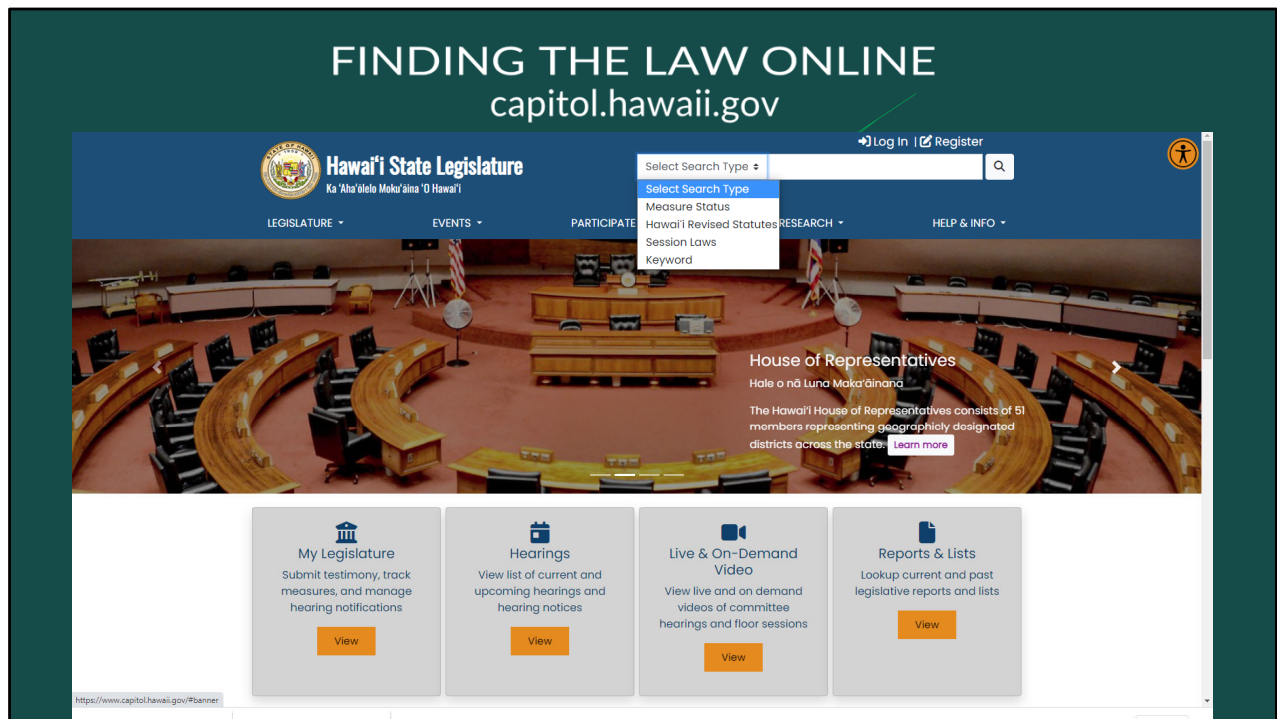 FINDING THE LAW ONLINE
capitol.hawaii.gov
Log In | Register
Hawaiʻi State Legislature
Ka ʻAhaʻōlelo Mokuʻāina ʻO Hawaiʻi
Select Search Type
Select Search Type
Measure Status
Hawaiʻi Revised Statutes
Session Laws
Keyword
LEGISLATURE EVENTS PARTICIPATE RESEARCH HELP & INFO
House of Representatives
Hale o nā Luna Makaʻāinana
The Hawaiʻi House of Representatives consists of 51
members representing geographicly designated
districts across the state. Learn more
My Legislature
Submit testimony, track
measures, and manage
hearing notifications
View
Hearings
View list of current and
upcoming hearings and
hearing notices
View
Live & On-Demand
Video
View live and on demand
videos of committee
hearings and floor sessions
View
Reports & Lists
Lookup current and past
legislative reports and lists
View
https://www.capitol.hawaii.gov/#banner